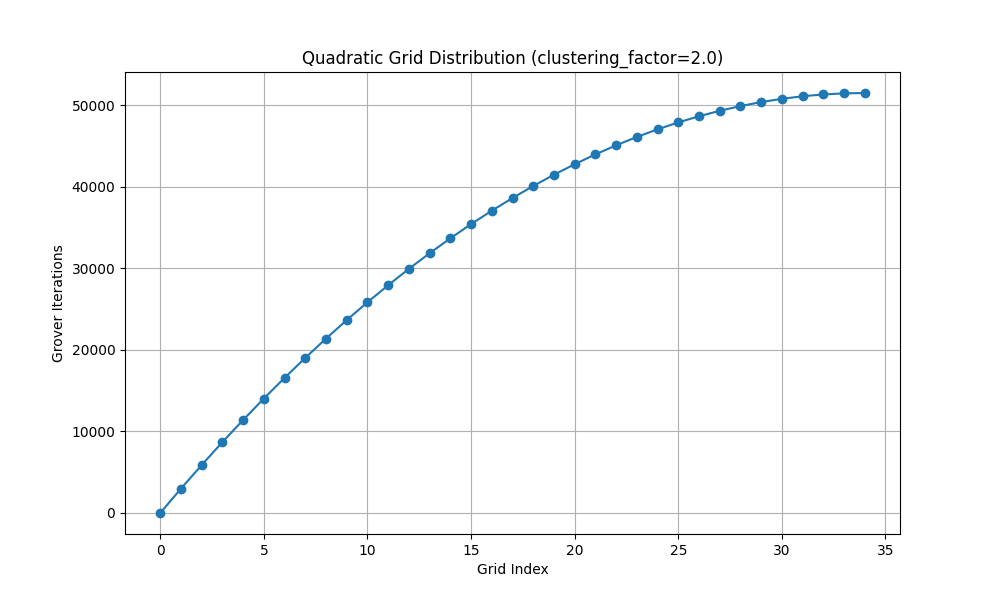 Quadratic Grid Distribution (clustering_factor=2.0)
50000
40000
30000
20000
10000
0
Grover Iterations
0 5 10 15 20 25 30 35
Grid Index